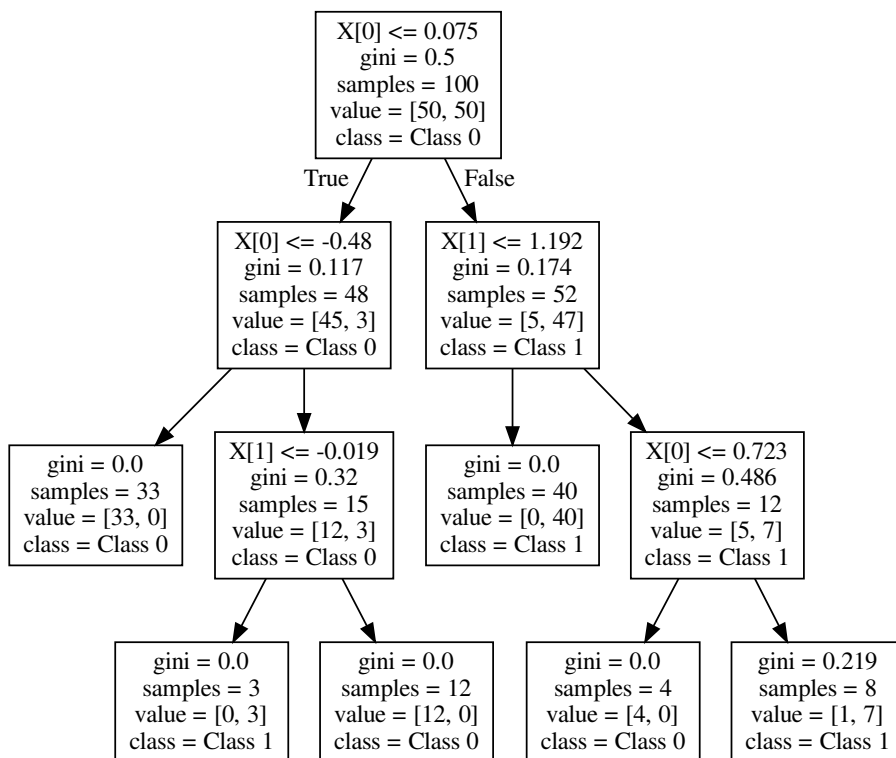 X[0] <= 0.075
gini = 0.5
samples = 100
value = [50, 50]
class = Class 0
True
False
X[0] <= -0.48
gini = 0.117
samples = 48
value = [45, 3]
class = Class 0
X[1] <= 1.192
gini = 0.174
samples = 52
value = [5, 47]
class = Class 1
gini = 0.0
samples = 33
value = [33, 0]
class = Class 0
X[1] <= -0.019
gini = 0.32
samples = 15
value = [12, 3]
class = Class 0
gini = 0.0
samples = 40
value = [0, 40]
class = Class 1
X[0] <= 0.723
gini = 0.486
samples = 12
value = [5, 7]
class = Class 1
gini = 0.0
samples = 3
value = [0, 3]
class = Class 1
gini = 0.0
samples = 12
value = [12, 0]
class = Class 0
gini = 0.0
samples = 4
value = [4, 0]
class = Class 0
gini = 0.219
samples = 8
value = [1, 7]
class = Class 1